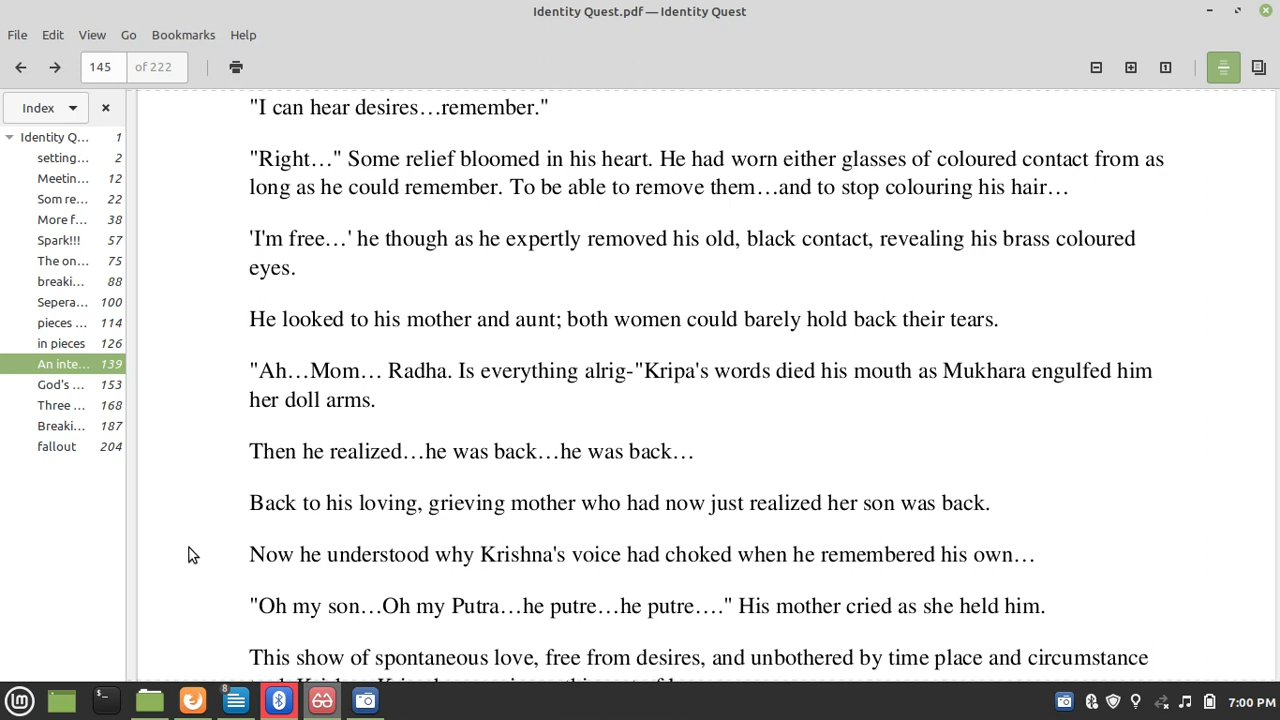 Identity Quest.pdf — Identity Quest
File Edit View Go Bookmarks Help
145 of 222
Index
Identity Q... 1
setting... 2
Meetin... 12
Som re... 22
More f... 38
Spark!!! 57
The on... 75
breaki... 88
Sepera... 100
pieces ... 114
in pieces 126
An inte... 139
God's ... 153
Three ... 168
Breaki... 187
fallout 204
"I can hear desires…remember."
"Right…" Some relief bloomed in his heart. He had worn either glasses of coloured contact from as
long as he could remember. To be able to remove them…and to stop colouring his hair…
'I'm free…' he though as he expertly removed his old, black contact, revealing his brass coloured
eyes.
He looked to his mother and aunt; both women could barely hold back their tears.
"Ah…Mom… Radha. Is everything alrig-"Kripa's words died his mouth as Mukhara engulfed him
her doll arms.
Then he realized…he was back…he was back…
Back to his loving, grieving mother who had now just realized her son was back.
Now he understood why Krishna's voice had choked when he remembered his own…
"Oh my son…Oh my Putra…he putre…he putre…." His mother cried as she held him.
This show of spontaneous love, free from desires, and unbothered by time place and circumstance
8
7:00 PM